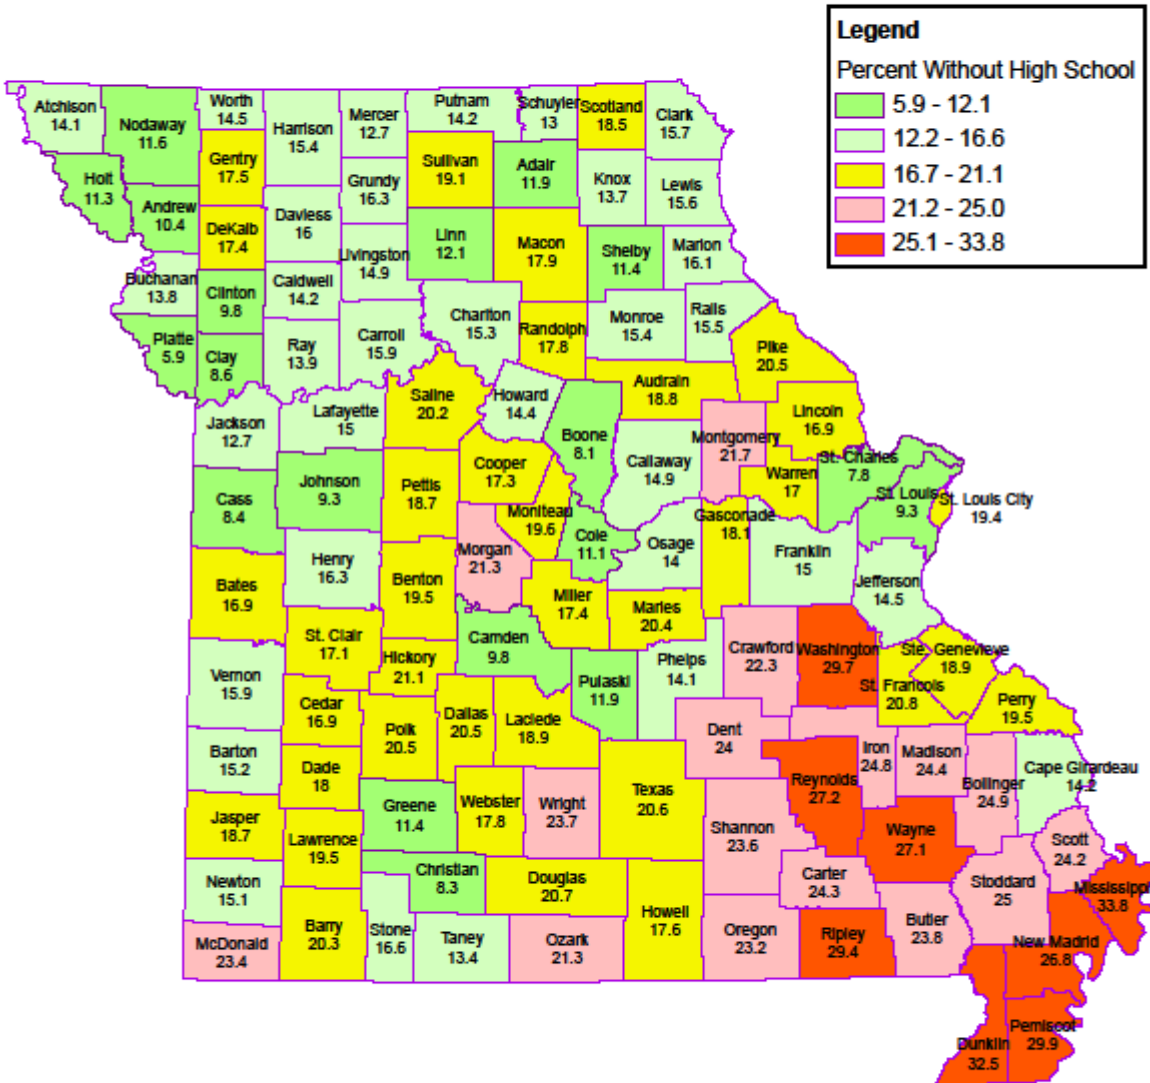 Legend
Percent Without High School
5.9 - 12.1
12.2 - 16.6
16.7 - 21.1
21.2 - 25.0
25.1 - 33.8
Atchison
14.1
Nodaway
11.6
Worth
14.5
Harrison
15.4
Mercer
12.7
Putnam
14.2
Schuyler
13
Scotland
18.5
Clark
15.7
Holt
11.3
Andrew
10.4
Gentry
17.5
DeKalb
17.4
Daviess
16
Grundy
16.3
Sullivan
19.1
Adair
11.9
Knox
13.7
Lewis
15.6
Buchanan
13.8
Clinton
9.8
Caldwell
14.2
Livingston
14.9
Linn
12.1
Macon
17.9
Shelby
11.4
Marion
16.1
Platte
5.9
Clay
8.6
Ray
13.9
Carroll
15.9
Chariton
15.3
Randolph
17.8
Monroe
15.4
Ralls
15.5
Pike
20.5
Jackson
12.7
Lafayette
15
Saline
20.2
Howard
14.4
Boone
8.1
Audrain
18.8
Callaway
14.9
Montgomery
21.7
Lincoln
16.9
Warren
17
St. Charles
7.8
St. Louis
9.3
St. Louis City
19.4
Cass
8.4
Johnson
9.3
Pettis
18.7
Cooper
17.3
Moniteau
19.6
Cole
11.1
Osage
14
Gasconade
18.1
Franklin
15
Jefferson
14.5
Bates
16.9
Henry
16.3
Benton
19.5
Morgan
21.3
Miller
17.4
Maries
20.4
Vernon
15.9
St. Clair
17.1
Hickory
21.1
Camden
9.8
Pulaski
11.9
Phelps
14.1
Crawford
22.3
Washington
29.7
Ste. Genevieve
18.9
St. Francois
20.8
Perry
19.5
Barton
15.2
Cedar
16.9
Polk
20.5
Dallas
20.5
Laclede
18.9
Dent
24
Iron
24.8
Madison
24.4
Bollinger
24.9
Cape Girardeau
14.2
Jasper
18.7
Dade
18
Greene
11.4
Webster
17.8
Wright
23.7
Texas
20.6
Shannon
23.6
Reynolds
27.2
Wayne
27.1
Scott
24.2
Newton
15.1
Lawrence
19.5
Christian
8.3
Douglas
20.7
Howell
17.6
Carter
24.3
Stoddard
25
Mississippi
33.8
McDonald
23.4
Barry
20.3
Stone
16.6
Taney
13.4
Ozark
21.3
Oregon
23.2
Ripley
29.4
Butler
23.8
New Madrid
26.8
Dunklin
32.5
Pemiscot
29.9